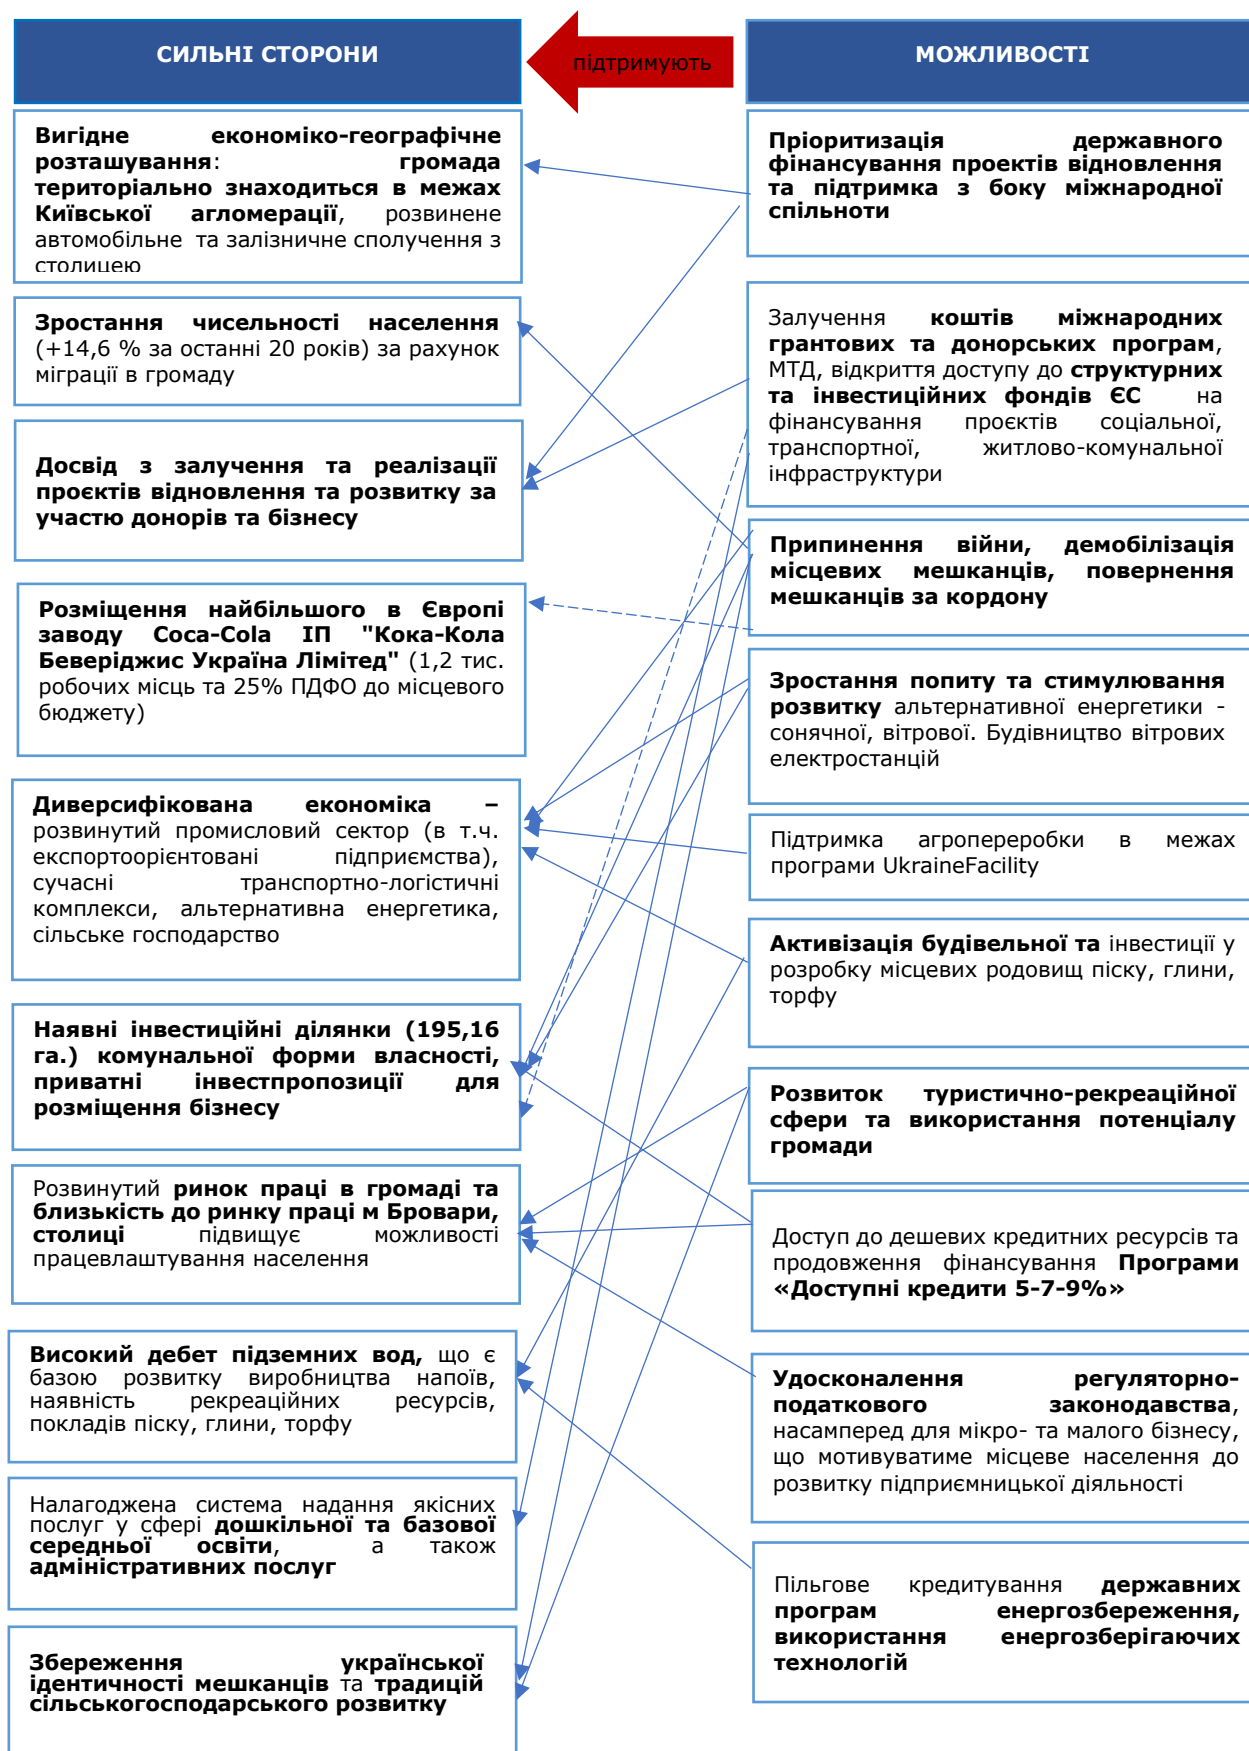 СИЛЬНІ СТОРОНИ
підтримують
МОЖЛИВОСТІ
Вигідне економіко-географічне
розташування: громада
територіально знаходиться в межах
Київської агломерації, розвинене
автомобільне та залізничне сполучення з
столицею
Зростання чисельності населення
(+14,6 % за останні 20 років) за рахунок
міграції в громаду
Досвід з залучення та реалізації
проєктів відновлення та розвитку за
участю донорів та бізнесу
Розміщення найбільшого в Європі
заводу Coca-Cola ІП "Кока-Кола
Беверіджис Україна Лімітед" (1,2 тис.
робочих місць та 25% ПДФО до місцевого
бюджету)
Диверсифікована економіка –
розвинутий промисловий сектор (в т.ч.
експортоорієнтовані підприємства),
сучасні транспортно-логістичні
комплекси, альтернативна енергетика,
сільське господарство
Наявні інвестиційні ділянки (195,16
га.) комунальної форми власності,
приватні інвестпропозиції для
розміщення бізнесу
Розвинутий ринок праці в громаді та
близькість до ринку праці м Бровари,
столиці підвищує можливості
працевлаштування населення
Високий дебет підземних вод, що є
базою розвитку виробництва напоїв,
наявність рекреаційних ресурсів,
покладів піску, глини, торфу
Налагоджена система надання якісних
послуг у сфері дошкільної та базової
середньої освіти, а також
адміністративних послуг
Збереження української
ідентичності мешканців та традицій
сільськогосподарського розвитку
Пріоритизація державного
фінансування проектів відновлення
та підтримка з боку міжнародної
спільноти
Залучення коштів міжнародних
грантових та донорських програм,
МТД, відкриття доступу до структурних
та інвестиційних фондів ЄС на
фінансування проєктів соціальної,
транспортної, житлово-комунальної
інфраструктури
Припинення війни, демобілізація
місцевих мешканців, повернення
мешканців за кордону
Зростання попиту та стимулювання
розвитку альтернативної енергетики -
сонячної, вітрової. Будівництво вітрових
електростанцій
Підтримка агропереробки в межах
програми UkraineFacility
Активізація будівельної та інвестиції у
розробку місцевих родовищ піску, глини,
торфу
Розвиток туристично-рекреаційної
сфери та використання потенціалу
громади
Доступ до дешевих кредитних ресурсів та
продовження фінансування Програми
«Доступні кредити 5-7-9%»
Удосконалення регуляторно-
податкового законодавства,
насамперед для мікро- та малого бізнесу,
що мотивуватиме місцеве населення до
розвитку підприємницької діяльності
Пільгове кредитування державних
програм енергозбереження,
використання енергозберігаючих
технологій